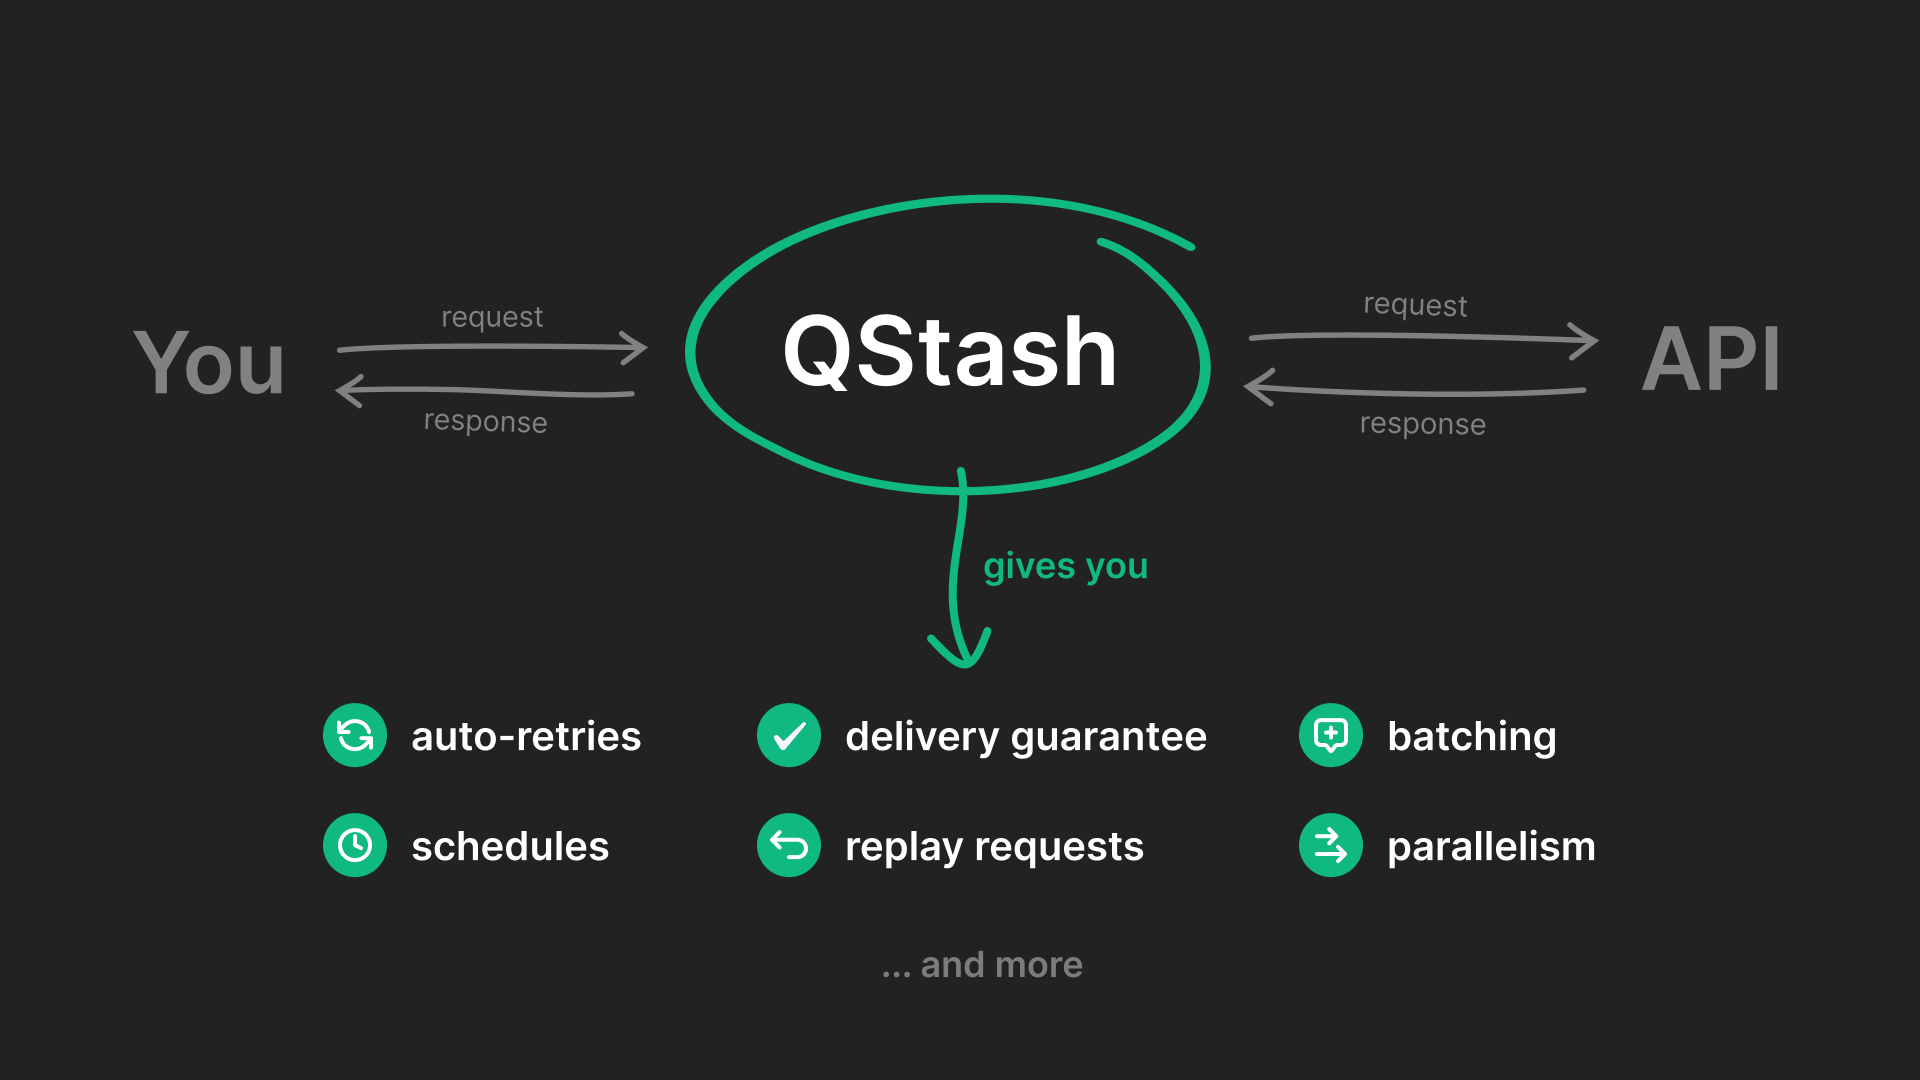 You
request
response
QStash
request
response
API
gives you
auto-retries
delivery guarantee
batching
schedules
replay requests
parallelism
... and more